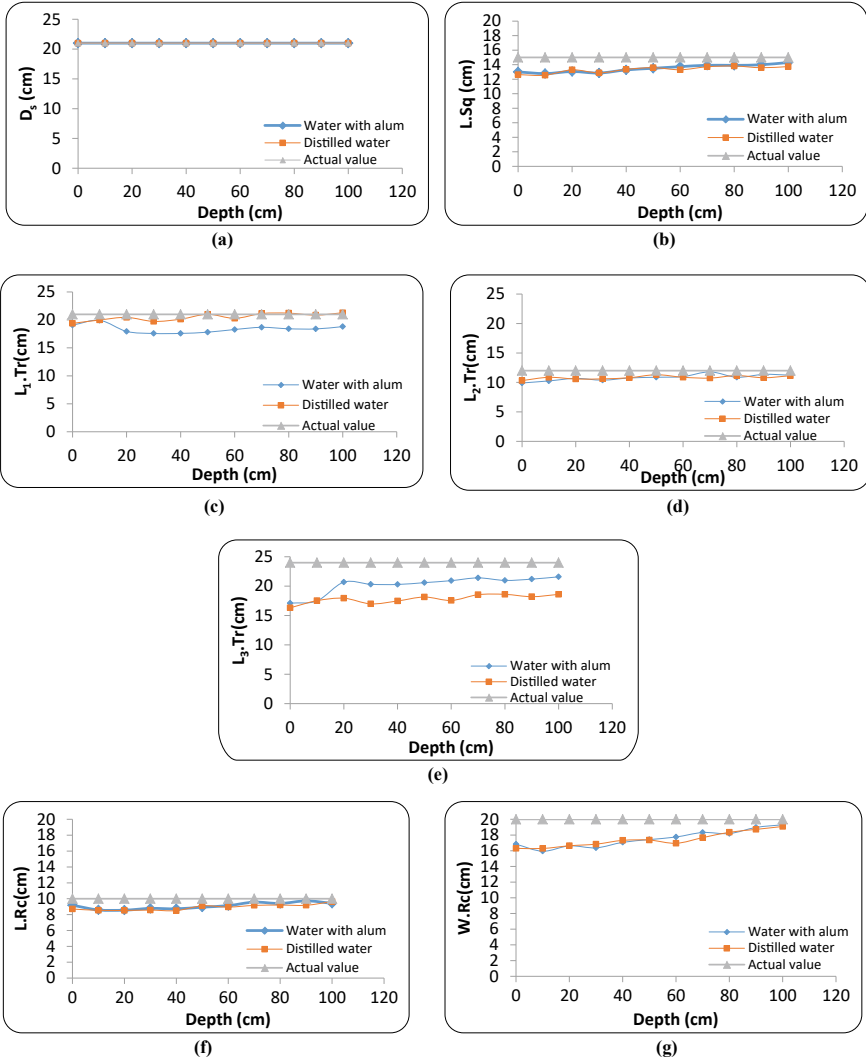 25
20
15
10
5
0
D_s (cm)
Water with alum
Distilled water
Actual value
0 20 40 60 80 100 120
Depth (cm)
(a)
16
14
12
10
8
6
4
2
0
L.Sq (cm)
Water with alum
Distilled water
Actual value
0 20 40 60 80 100 120
Depth (cm)
(b)
25
20
15
10
5
0
L₁.Tr(cm)
Water with alum
Distilled water
Actual value
0 20 40 60 80 100 120
Depth (cm)
(c)
25
20
15
10
5
0
L₂.Tr(cm)
Water with alum
Distilled water
Actual value
0 20 40 60 80 100 120
Depth (cm)
(d)
25
20
15
10
5
0
L₃.Tr(cm)
Water with alum
Distilled water
Actual value
0 20 40 60 80 100 120
Depth (cm)
(e)
20
18
16
14
12
10
8
6
4
2
0
L.Rc(cm)
Water with alum
Distilled water
Actual value
0 20 40 60 80 100 120
Depth (cm)
(f)
20
18
16
14
12
10
8
6
4
2
0
W.Rc(cm)
Water with alum
Distilled water
Actual value
0 20 40 60 80 100 120
Depth (cm)
(g)